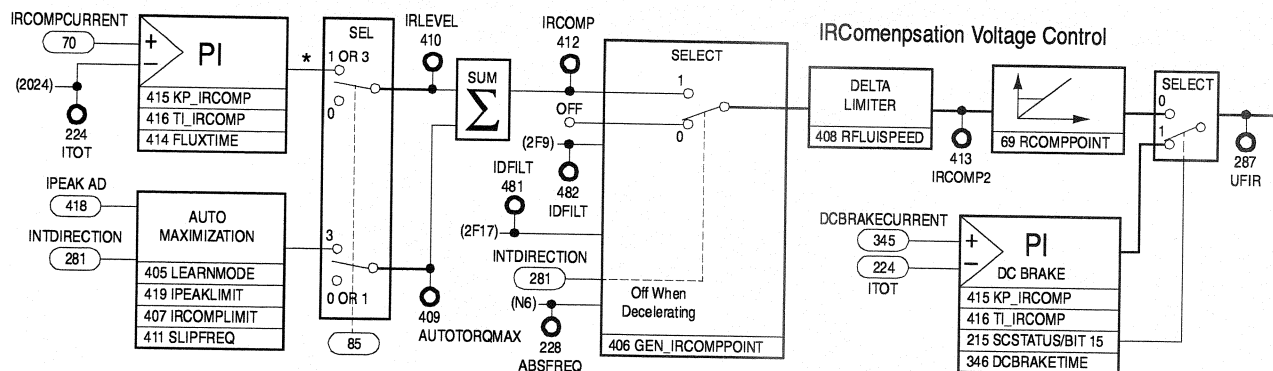 IRCOMPCURRENT
70
+
−
PI
(2024)
224
ITOT
415 KP_IRCOMP
416 TI_IRCOMP
414 FLUXTIME
*
SEL
1 OR 3
0
3
0 OR 1
85
IPEAK AD
418
INTDIRECTION
281
AUTO
MAXIMIZATION
405 LEARNMODE
419 IPEAKLIMIT
407 IRCOMPLIMIT
411 SLIPFREQ
IRLEVEL
410
409
AUTOTORQMAX
SUM
Σ
IRCOMP
412
OFF
(2F9)
482
IDFILT
IDFILT
481
(2F17)
INTDIRECTION
281
(N6)
228
ABSFREQ
SELECT
1
0
Off When
Decelerating
406 GEN_IRCOMPPOINT
IRComenpsation Voltage Control
DELTA
LIMITER
408 RFLUISPEED
413
IRCOMP2
69 RCOMPPOINT
SELECT
0
1
287
UFIR
DCBRAKECURRENT
345
224
ITOT
+
−
PI
DC BRAKE
415 KP_IRCOMP
416 TI_IRCOMP
215 SCSTATUS/BIT 15
346 DCBRAKETIME